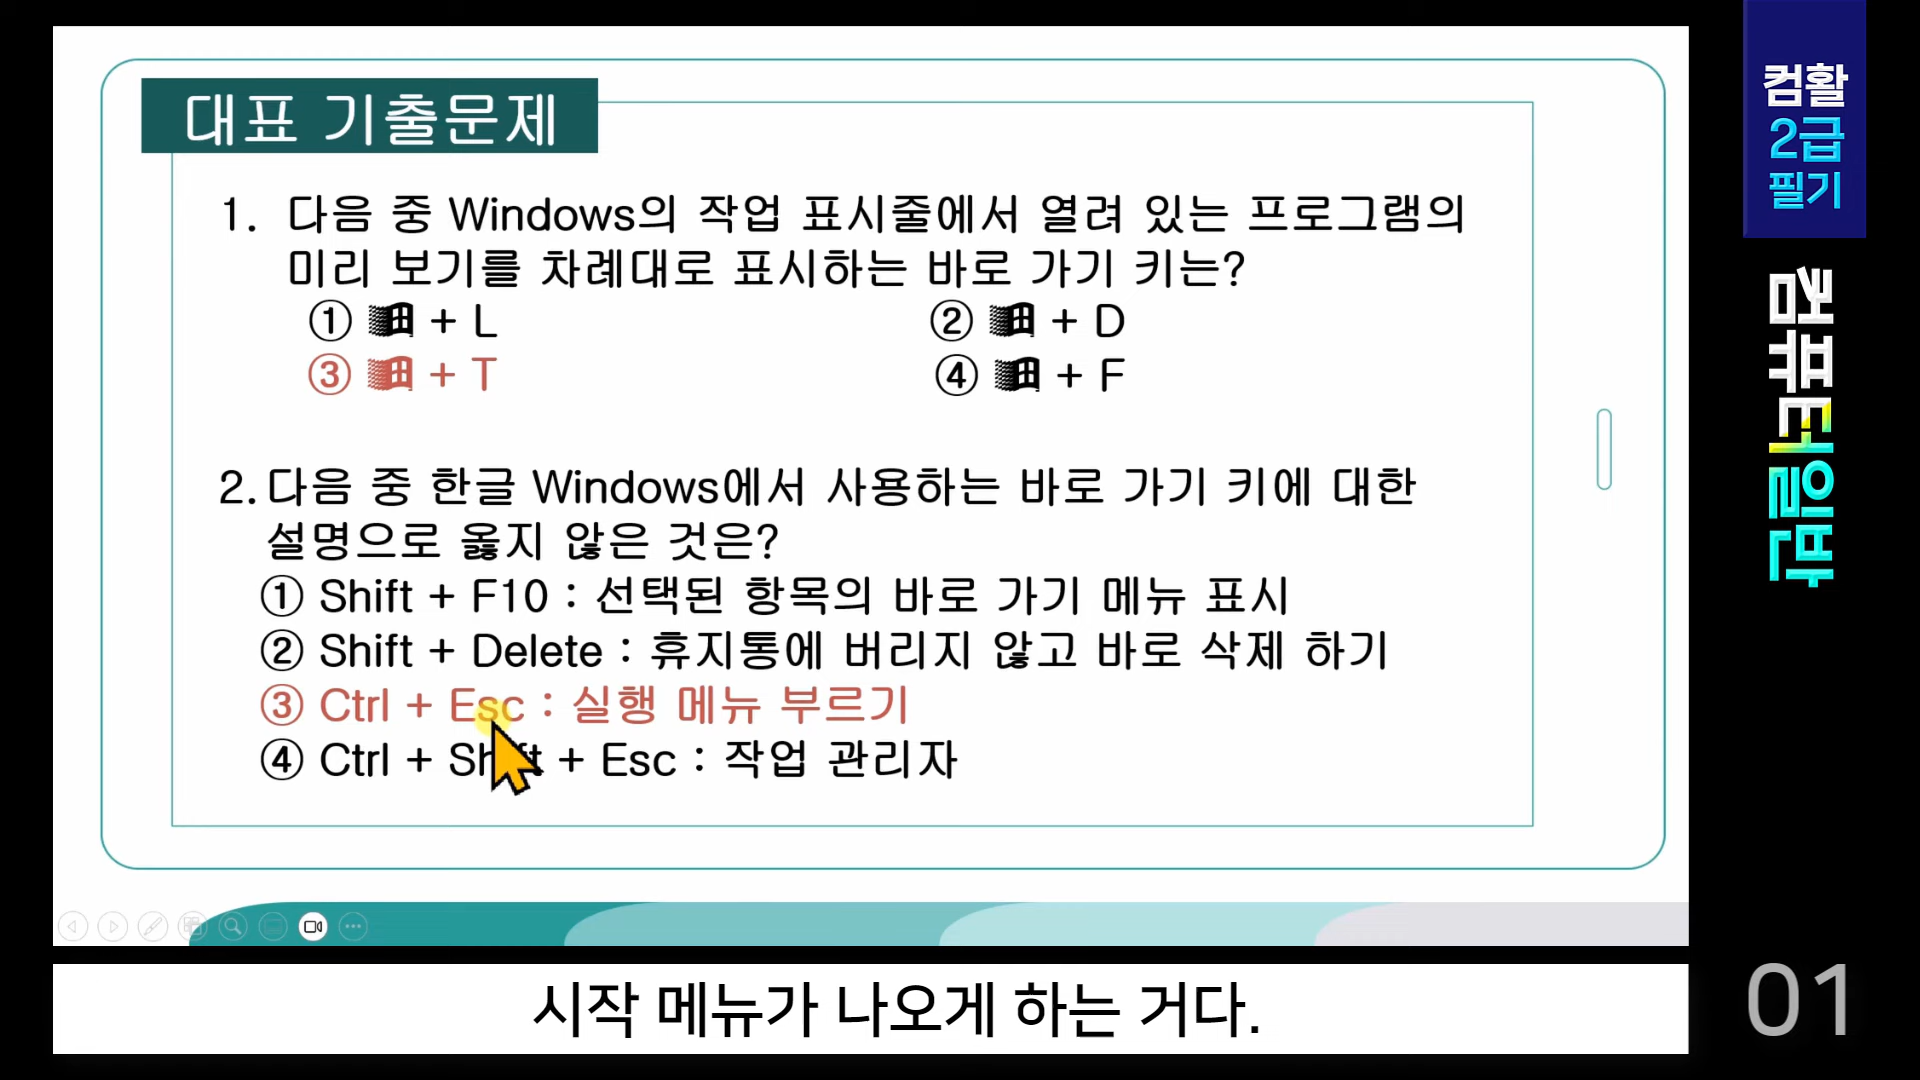 대표 기출문제
1. 다음 중 Windows의 작업 표시줄에서 열려 있는 프로그램의
미리 보기를 차례대로 표시하는 바로 가기 키는?
① + L ② + D
③ + T ④ + F
2. 다음 중 한글 Windows에서 사용하는 바로 가기 키에 대한
설명으로 옳지 않은 것은?
① Shift + F10 : 선택된 항목의 바로 가기 메뉴 표시
② Shift + Delete : 휴지통에 버리지 않고 바로 삭제 하기
③ Ctrl + Esc : 실행 메뉴 부르기
④ Ctrl + Shift + Esc : 작업 관리자
시작 메뉴가 나오게 하는 거다.
컴활
2급
필기
컴퓨터일반
01